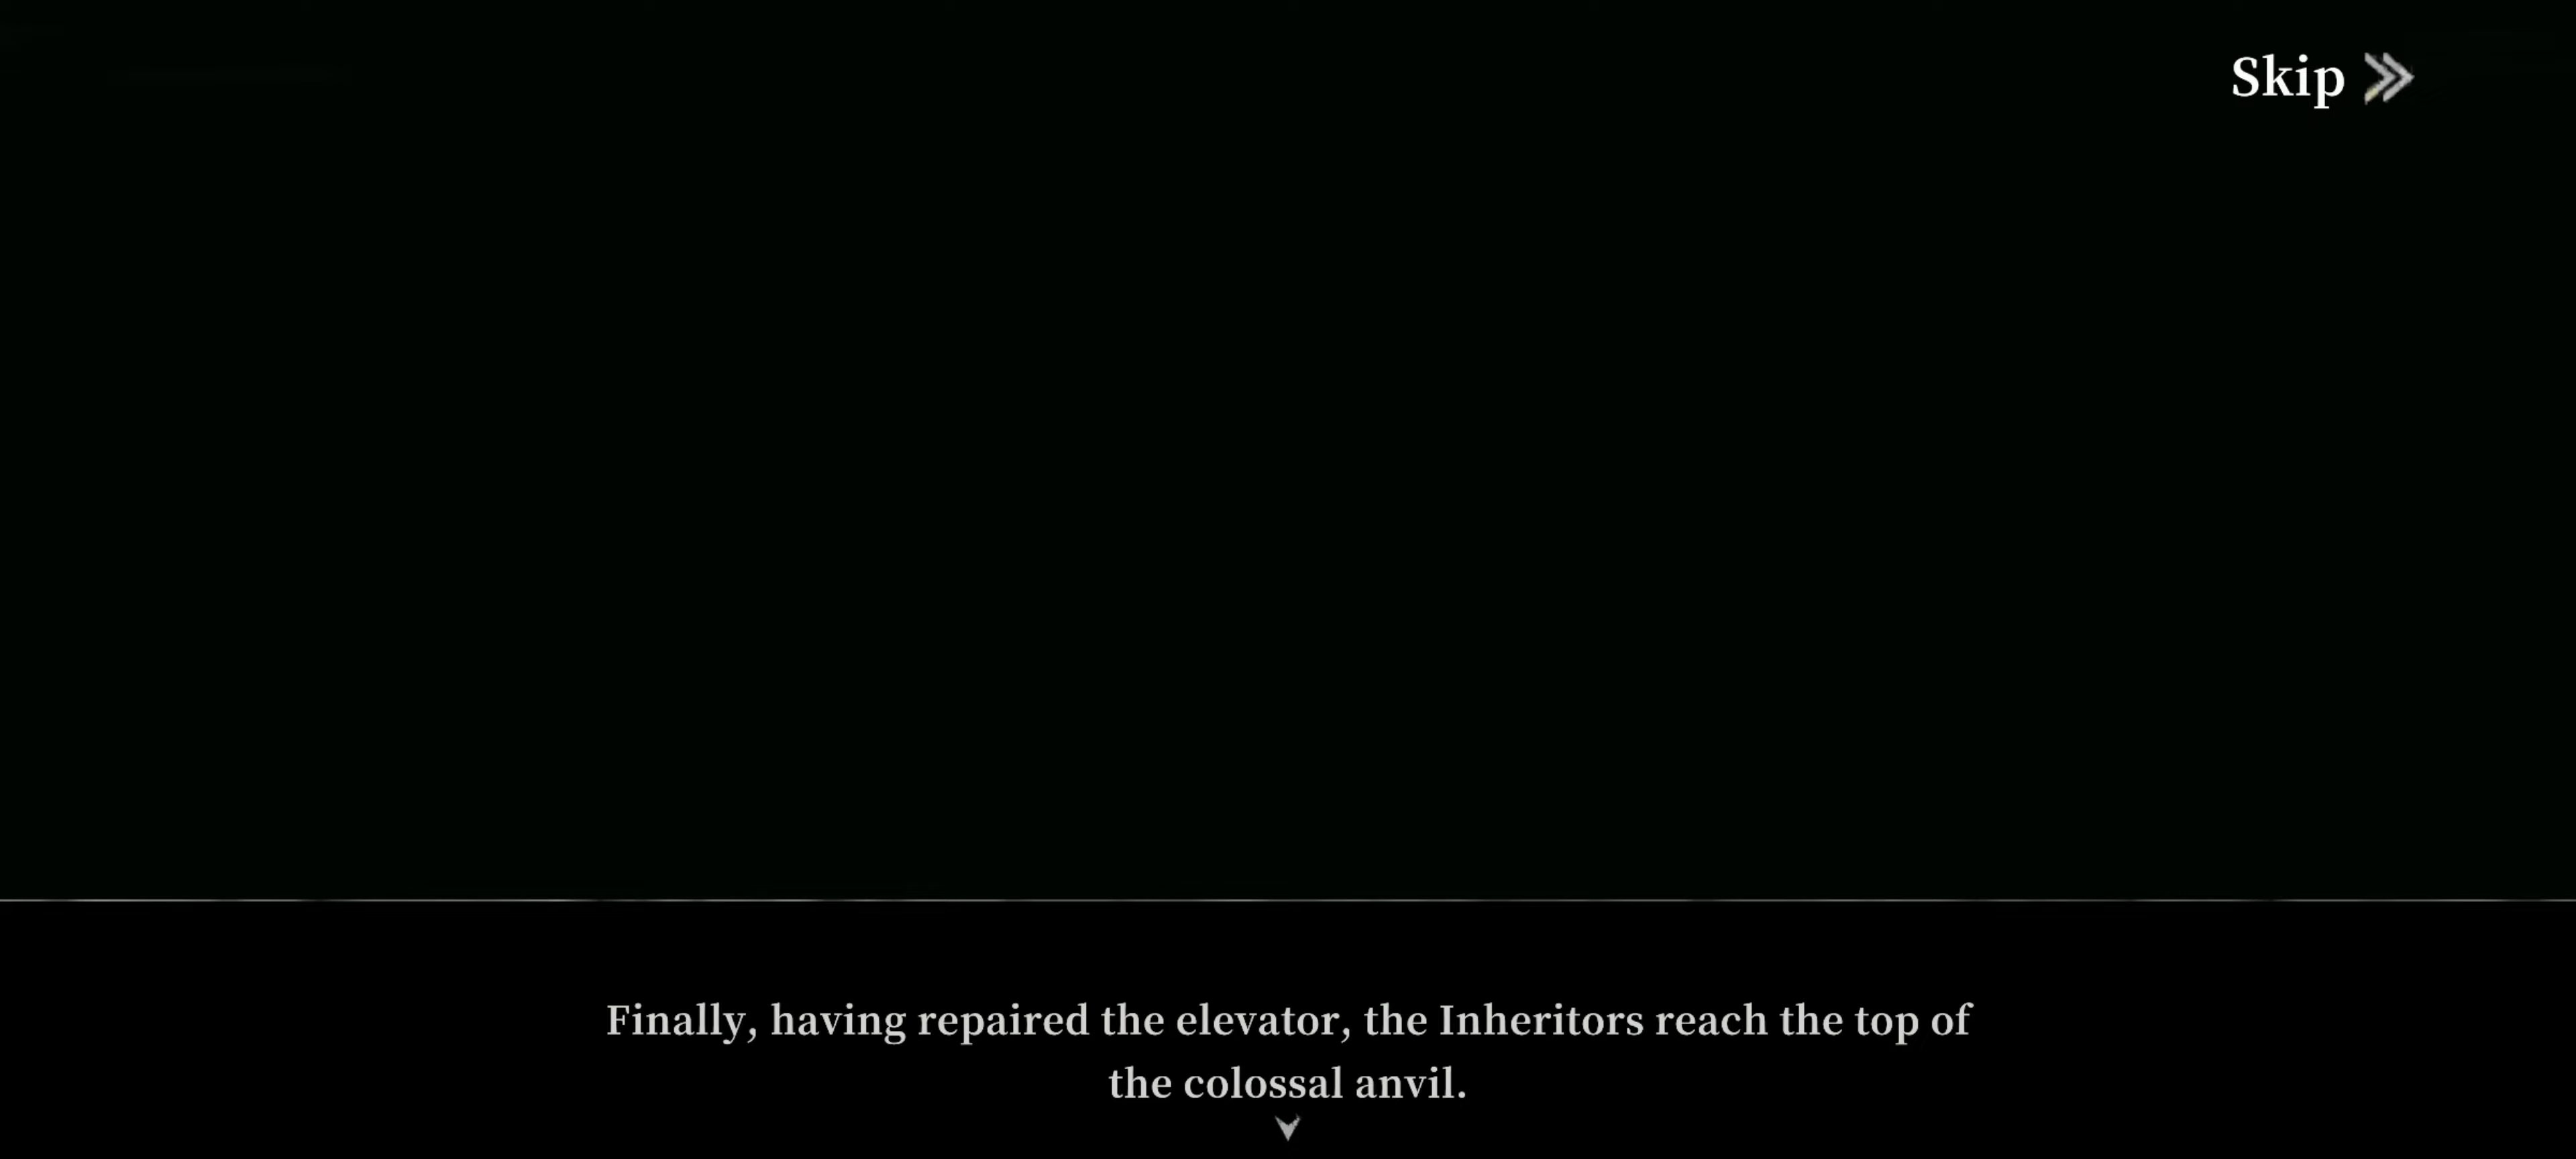 Skip
Finally, having repaired the elevator, the Inheritors reach the top of
the colossal anvil.